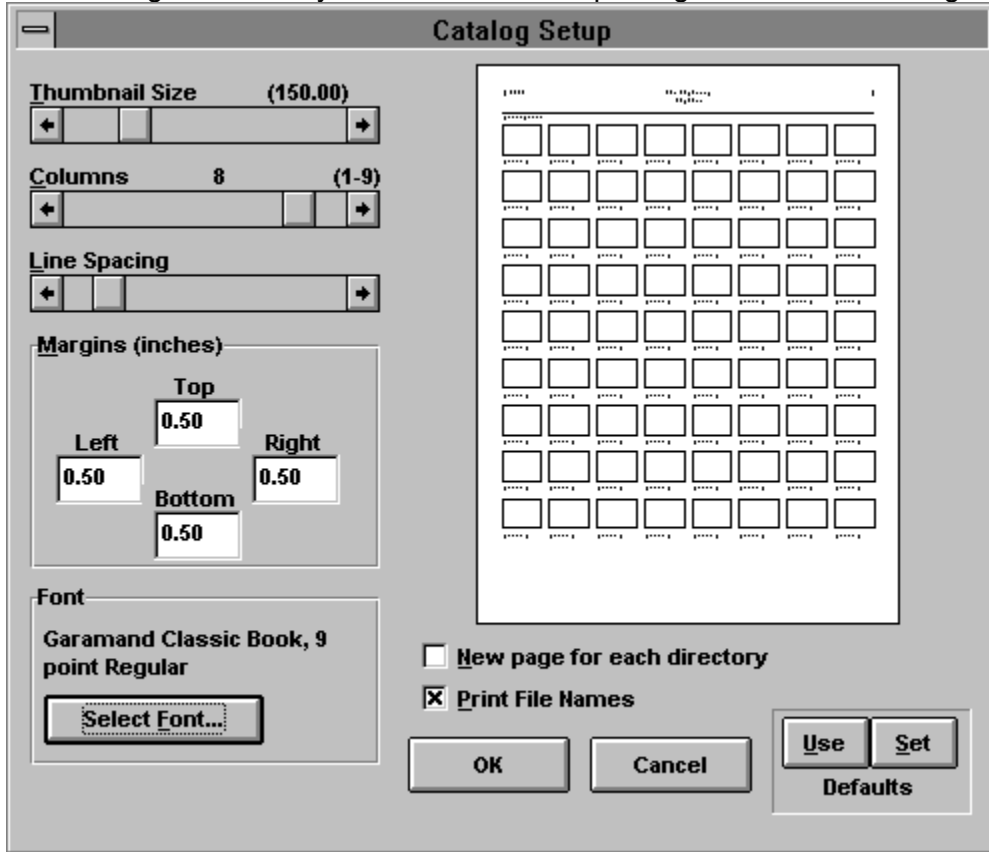 Catalog Setup
Thumbnail Size (150.00)
Columns 8 (1-9)
Line Spacing
Margins (inches)
Top
0.50
Left
0.50
Right
0.50
Bottom
0.50
Font
Garamand Classic Book, 9
point Regular
Select Font...
New page for each directory
Print File Names
OK
Cancel
Use
Set
Defaults